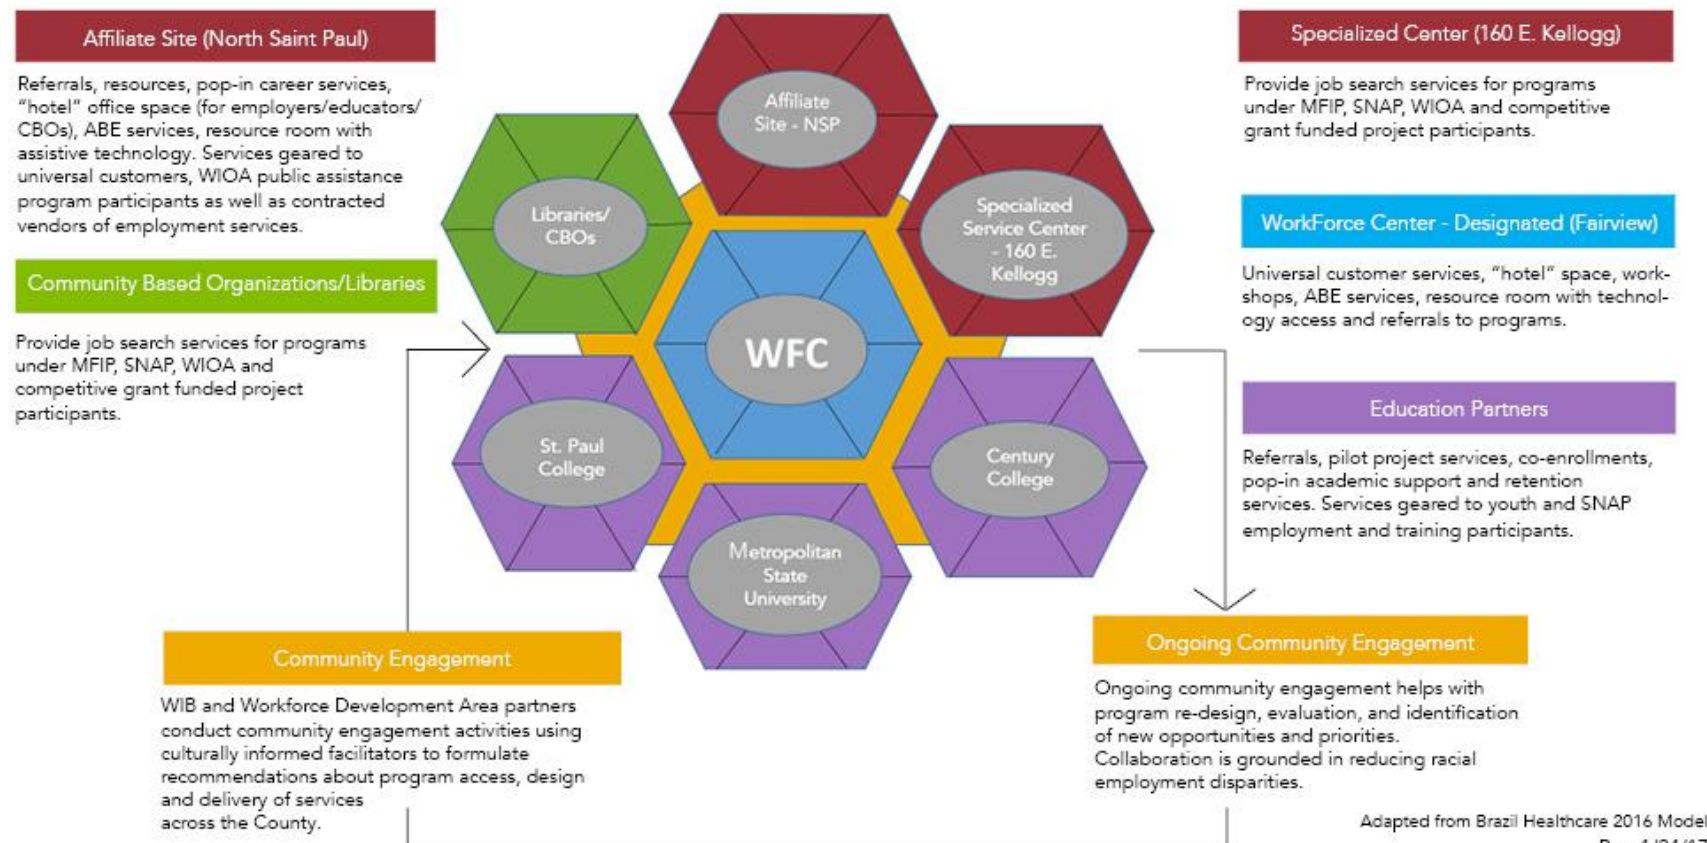 Affiliate Site (North Saint Paul)
Referrals, resources, pop-in career services,
"hotel" office space (for employers/educators/
CBOs), ABE services, resource room with
assistive technology. Services geared to
universal customers, WIOA public assistance
program participants as well as contracted
vendors of employment services.
Community Based Organizations/Libraries
Provide job search services for programs
under MFIP, SNAP, WIOA and
competitive grant funded project
participants.
Affiliate
Site - NSP
Libraries/
CBOs
Specialized
Service Center
- 160 E.
Kellogg
WFC
St. Paul
College
Century
College
Metropolitan
State
University
Specialized Center (160 E. Kellogg)
Provide job search services for programs
under MFIP, SNAP, WIOA and competitive
grant funded project participants.
WorkForce Center - Designated (Fairview)
Universal customer services, "hotel" space, work-
shops, ABE services, resource room with technol-
ogy access and referrals to programs.
Education Partners
Referrals, pilot project services, co-enrollments,
pop-in academic support and retention
services. Services geared to youth and SNAP
employment and training participants.
Community Engagement
WIB and Workforce Development Area partners
conduct community engagement activities using
culturally informed facilitators to formulate
recommendations about program access, design
and delivery of services
across the County.
Ongoing Community Engagement
Ongoing community engagement helps with
program re-design, evaluation, and identification
of new opportunities and priorities.
Collaboration is grounded in reducing racial
employment disparities.
Adapted from Brazil Healthcare 2016 Model